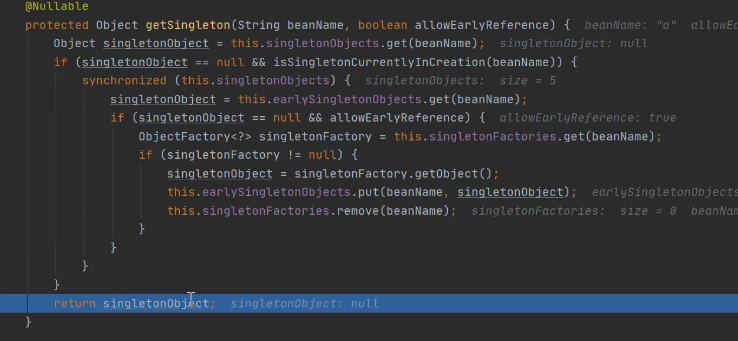 @Nullable
protected Object getSingleton(String beanName, boolean allowEarlyReference) {  beanName: "a"  allowEa
Object singletonObject = this.singletonObjects.get(beanName);  singletonObject: null
if (singletonObject == null && isSingletonCurrentlyInCreation(beanName)) {
synchronized (this.singletonObjects) {  singletonObjects:  size = 5
singletonObject = this.earlySingletonObjects.get(beanName);
if (singletonObject == null && allowEarlyReference) {  allowEarlyReference: true
ObjectFactory<?> singletonFactory = this.singletonFactories.get(beanName);
if (singletonFactory != null) {
singletonObject = singletonFactory.getObject();
this.earlySingletonObjects.put(beanName, singletonObject);  earlySingletonObjects
this.singletonFactories.remove(beanName);  singletonFactories:  size = 0  beanNam
}
}
}
}
return singletonObject;  singletonObject: null
}